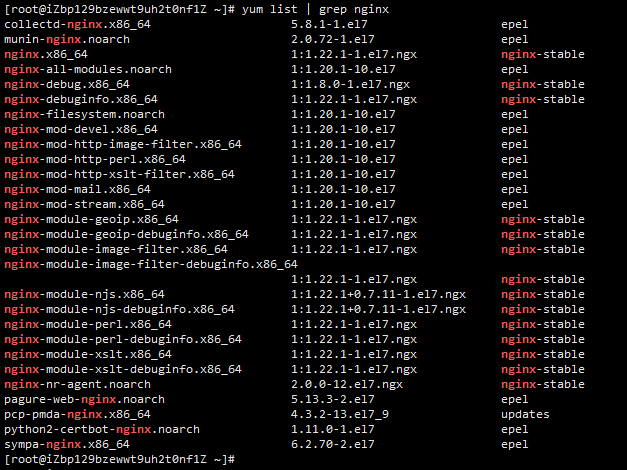 [root@iZbp129bzewwt9uh2t0nf1Z ~]# yum list | grep nginx
collectd-nginx.x86_64 5.8.1-1.el7 epel
munin-nginx.noarch 2.0.72-1.el7 epel
nginx.x86_64 1:1.22.1-1.el7.ngx nginx-stable
nginx-all-modules.noarch 1:1.20.1-10.el7 epel
nginx-debug.x86_64 1:1.8.0-1.el7.ngx nginx-stable
nginx-debuginfo.x86_64 1:1.22.1-1.el7.ngx nginx-stable
nginx-filesystem.noarch 1:1.20.1-10.el7 epel
nginx-mod-devel.x86_64 1:1.20.1-10.el7 epel
nginx-mod-http-image-filter.x86_64 1:1.20.1-10.el7 epel
nginx-mod-http-perl.x86_64 1:1.20.1-10.el7 epel
nginx-mod-http-xslt-filter.x86_64 1:1.20.1-10.el7 epel
nginx-mod-mail.x86_64 1:1.20.1-10.el7 epel
nginx-mod-stream.x86_64 1:1.20.1-10.el7 epel
nginx-module-geoip.x86_64 1:1.22.1-1.el7.ngx nginx-stable
nginx-module-geoip-debuginfo.x86_64 1:1.22.1-1.el7.ngx nginx-stable
nginx-module-image-filter.x86_64 1:1.22.1-1.el7.ngx nginx-stable
nginx-module-image-filter-debuginfo.x86_64
1:1.22.1-1.el7.ngx nginx-stable
nginx-module-njs.x86_64 1:1.22.1+0.7.11-1.el7.ngx nginx-stable
nginx-module-njs-debuginfo.x86_64 1:1.22.1+0.7.11-1.el7.ngx nginx-stable
nginx-module-perl.x86_64 1:1.22.1-1.el7.ngx nginx-stable
nginx-module-perl-debuginfo.x86_64 1:1.22.1-1.el7.ngx nginx-stable
nginx-module-xslt.x86_64 1:1.22.1-1.el7.ngx nginx-stable
nginx-module-xslt-debuginfo.x86_64 1:1.22.1-1.el7.ngx nginx-stable
nginx-nr-agent.noarch 2.0.0-12.el7.ngx nginx-stable
pagure-web-nginx.noarch 5.13.3-2.el7 epel
pcp-pmda-nginx.x86_64 4.3.2-13.el7_9 updates
python2-certbot-nginx.noarch 1.11.0-1.el7 epel
sympa-nginx.x86_64 6.2.70-2.el7 epel
[root@iZbp129bzewwt9uh2t0nf1Z ~]#